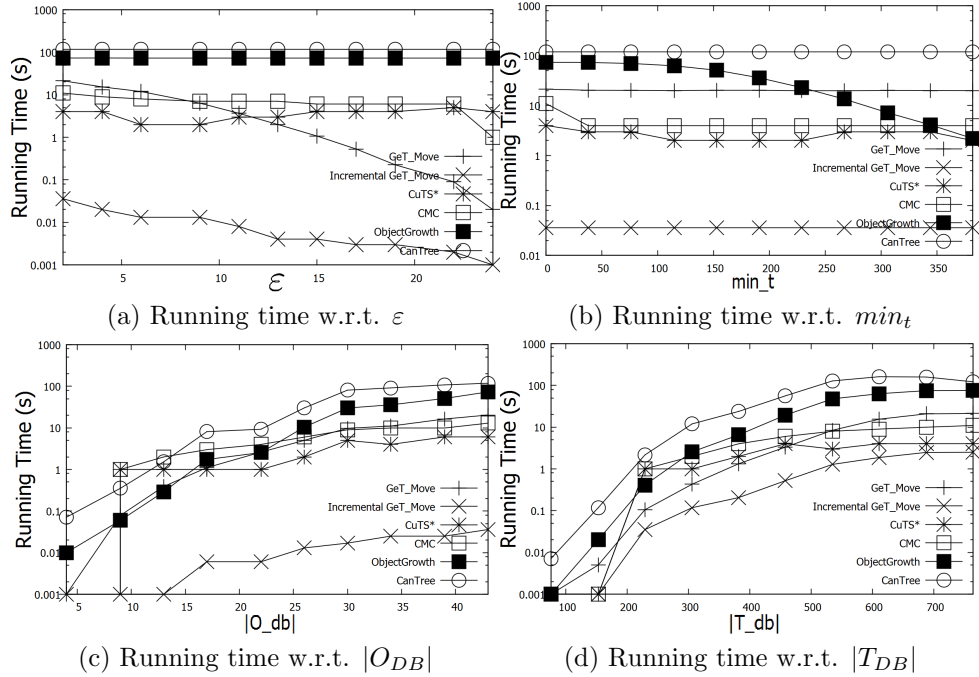 1000
100
10
1
0.1
0.01
0.001
Running Time (s)
GeT_Move
Incremental GeT_Move
CuTS*
CMC
ObjectGrowth
CanTree
5 10 15 20
ε
(a) Running time w.r.t. ε
1000
100
10
1
0.1
0.01
Running Time (s)
GeT_Move
Incremental GeT_Move
CuTS*
CMC
ObjectGrowth
CanTree
0 50 100 150 200 250 300 350
min_t
(b) Running time w.r.t. min_t
1000
100
10
1
0.1
0.01
0.001
Running Time (s)
GeT_Move
Incremental GeT_Move
CuTS*
CMC
ObjectGrowth
CanTree
5 10 15 20 25 30 35 40
|O_db|
(c) Running time w.r.t. |O_DB|
1000
100
10
1
0.1
0.01
0.001
Running Time (s)
GeT_Move
Incremental GeT_Move
CuTS*
CMC
ObjectGrowth
CanTree
100 200 300 400 500 600 700
|T_db|
(d) Running time w.r.t. |T_DB|